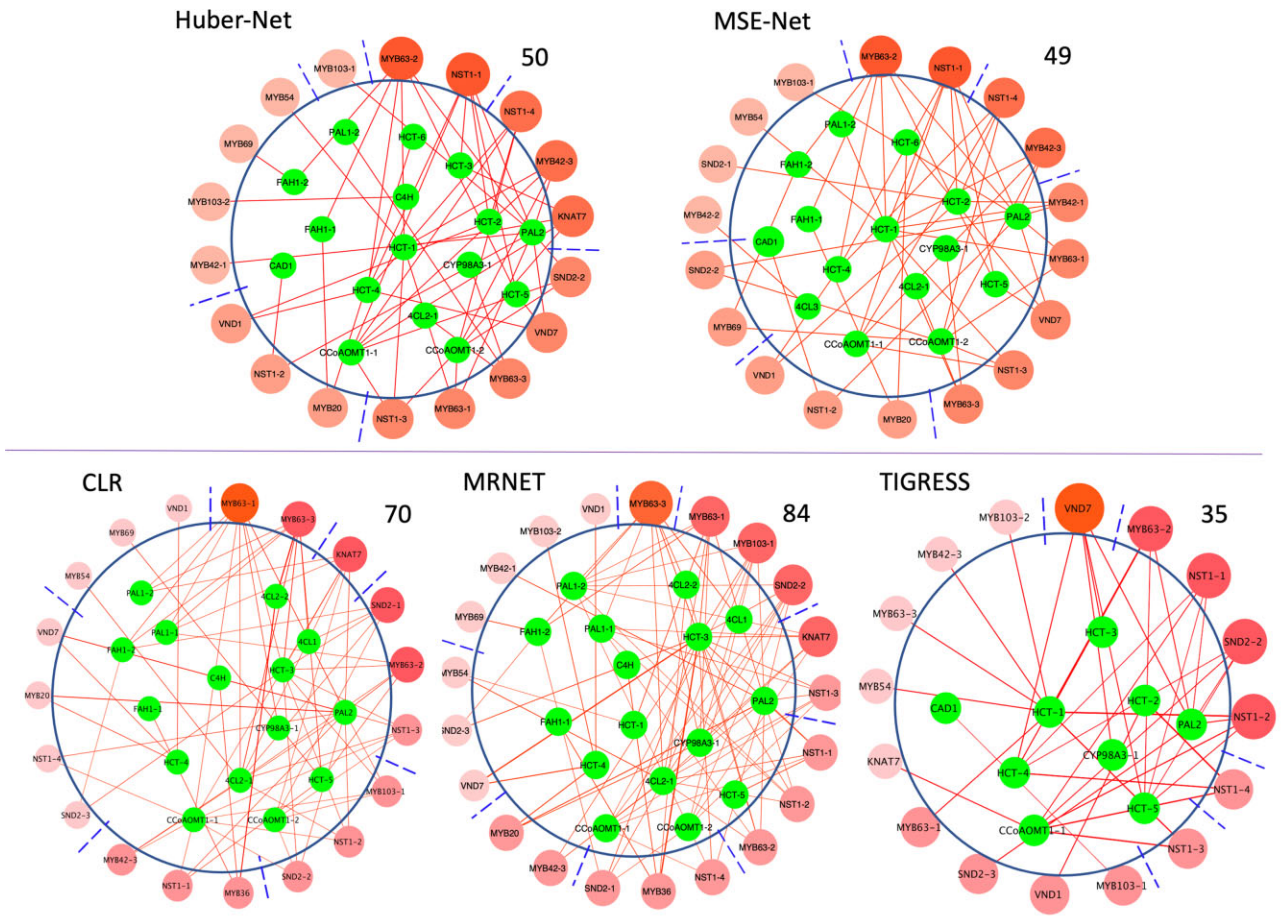 Huber-Net
50
MYB63-2
NST1-1
NST1-4
MYB42-3
KNAT7
SND2-2
VND7
MYB63-3
MYB63-1
NST1-3
MYB20
NST1-2
VND1
MYB42-1
MYB103-2
MYB69
MYB54
MYB103-1
PAL1-2
HCT-6
HCT-3
FAH1-2
C4H
HCT-2
FAH1-1
PAL2
HCT-1
CAD1
CYP98A3-1
HCT-4
HCT-5
4CL2-1
CCoAOMT1-1
CCoAOMT1-2
MSE-Net
49
MYB63-2
NST1-1
NST1-4
MYB42-3
MYB42-1
MYB63-1
VND7
NST1-3
MYB63-3
MYB20
NST1-2
VND1
MYB69
SND2-2
MYB42-2
SND2-1
MYB54
MYB103-1
PAL1-2
HCT-6
FAH1-2
HCT-2
FAH1-1
PAL2
HCT-1
CAD1
CYP98A3-1
HCT-4
HCT-5
4CL2-1
4CL3
CCoAOMT1-1
CCoAOMT1-2
CLR
70
MYB63-1
MYB63-3
KNAT7
SND2-1
MYB63-2
NST1-3
MYB103-1
NST1-2
SND2-2
MYB36
NST1-1
MYB42-3
SND2-3
NST1-4
MYB20
VND7
MYB54
MYB69
VND1
PAL1-2
4CL2-2
PAL1-1
4CL1
FAH1-2
HCT-3
C4H
FAH1-1
PAL2
CYP98A3-1
HCT-4
4CL2-1
HCT-5
CCoAOMT1-1
CCoAOMT1-2
MRNET
84
MYB63-3
MYB63-1
MYB103-1
SND2-2
KNAT7
NST1-3
NST1-1
NST1-2
MYB63-2
NST1-4
MYB36
SND2-1
MYB42-3
MYB20
VND7
SND2-3
MYB54
MYB69
MYB42-1
MYB103-2
VND1
PAL1-2
4CL2-2
4CL1
FAH1-2
PAL1-1
HCT-3
C4H
PAL2
FAH1-1
HCT-1
CYP98A3-1
HCT-4
4CL2-1
HCT-5
CCoAOMT1-1
CCoAOMT1-2
TIGRESS
35
VND7
MYB63-2
NST1-1
SND2-2
NST1-2
NST1-4
NST1-3
MYB103-1
VND1
SND2-3
MYB63-1
KNAT7
MYB54
MYB63-3
MYB42-3
MYB103-2
HCT-3
CAD1
HCT-1
HCT-2
PAL2
CYP98A3-1
HCT-4
HCT-5
CCoAOMT1-1